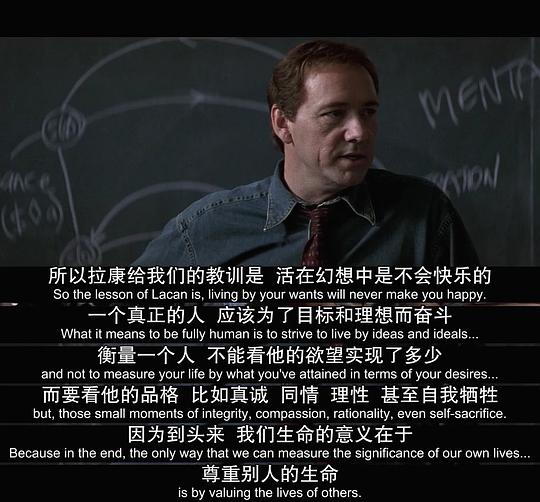 MENTA
所以拉康给我们的教训是 活在幻想中是不会快乐的
So the lesson of Lacan is, living by your wants will never make you happy.
一个真正的人 应该为了目标和理想而奋斗
What it means to be fully human is to strive to live by ideas and ideals...
衡量一个人 不能看他的欲望实现了多少
and not to measure your life by what you've attained in terms of your desires...
而要看他的品格 比如真诚 同情 理性 甚至自我牺牲
but, those small moments of integrity, compassion, rationality, even self-sacrifice.
因为到头来 我们生命的意义在于
Because in the end, the only way that we can measure the significance of our own lives...
尊重别人的生命
is by valuing the lives of others.